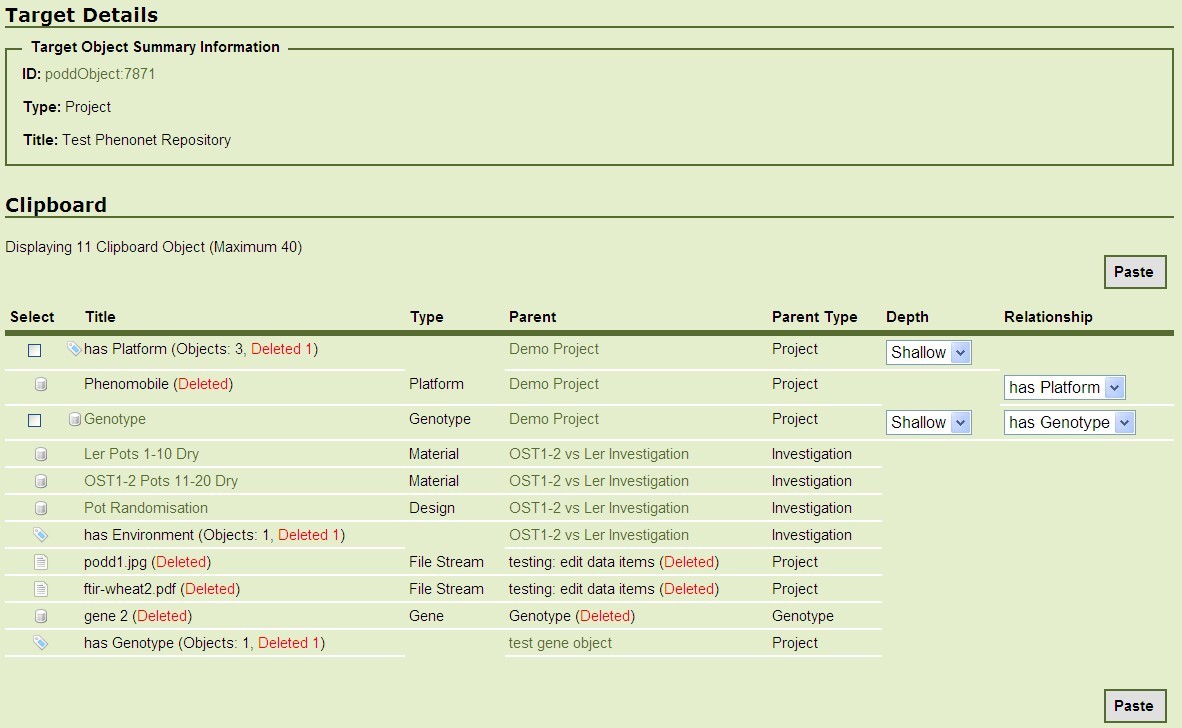 Target Details
Target Object Summary Information
ID: poddObject:7871
Type: Project
Title: Test Phenonet Repository
Clipboard
Displaying 11 Clipboard Object (Maximum 40)
Paste
Select Title Type Parent Parent Type Depth Relationship
has Platform (Objects: 3, Deleted 1) Demo Project Project Shallow
Phenomobile (Deleted) Platform Demo Project Project has Platform
Genotype Genotype Demo Project Project Shallow has Genotype
Ler Pots 1-10 Dry Material OST1-2 vs Ler Investigation Investigation
OST1-2 Pots 11-20 Dry Material OST1-2 vs Ler Investigation Investigation
Pot Randomisation Design OST1-2 vs Ler Investigation Investigation
has Environment (Objects: 1, Deleted 1) OST1-2 vs Ler Investigation Investigation
podd1.jpg (Deleted) File Stream testing: edit data items (Deleted) Project
ftir-wheat2.pdf (Deleted) File Stream testing: edit data items (Deleted) Project
gene 2 (Deleted) Gene Genotype (Deleted) Genotype
has Genotype (Objects: 1, Deleted 1) test gene object Project
Paste